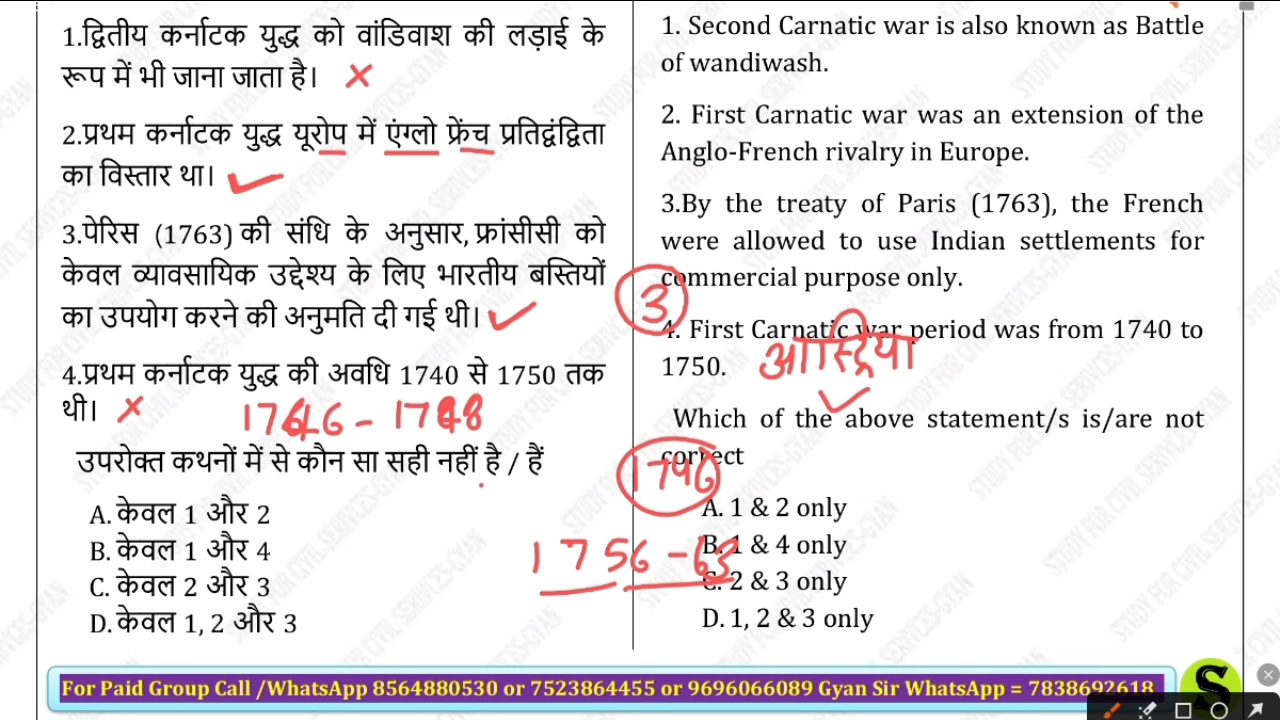 1.द्वितीय कर्नाटक युद्ध को वांडिवाश की लड़ाई के
रूप में भी जाना जाता है।
2.प्रथम कर्नाटक युद्ध यूरोप में एंग्लो फ्रेंच प्रतिद्वंद्विता
का विस्तार था।
3.पेरिस (1763) की संधि के अनुसार, फ्रांसीसी को
केवल व्यावसायिक उद्देश्य के लिए भारतीय बस्तियों
का उपयोग करने की अनुमति दी गई थी।
4.प्रथम कर्नाटक युद्ध की अवधि 1740 से 1750 तक
थी।
1746 - 1748
उपरोक्त कथनों में से कौन सा सही नहीं है / हैं
A. केवल 1 और 2
B. केवल 1 और 4
C. केवल 2 और 3
D. केवल 1, 2 और 3
1. Second Carnatic war is also known as Battle
of wandiwash.
2. First Carnatic war was an extension of the
Anglo-French rivalry in Europe.
3.By the treaty of Paris (1763), the French
were allowed to use Indian settlements for
commercial purpose only.
3
4. First Carnatic war period was from 1740 to
1750.
आस्ट्रिया
Which of the above statement/s is/are not
correct
1746
A. 1 & 2 only
B. 1 & 4 only
1756 - 63
C. 2 & 3 only
D. 1, 2 & 3 only
For Paid Group Call /WhatsApp 8564880530 or 7523864455 or 9696066089 Gyan Sir WhatsApp = 7838692618
S
STUDY FOR CIVIL SERVICES-GYAN